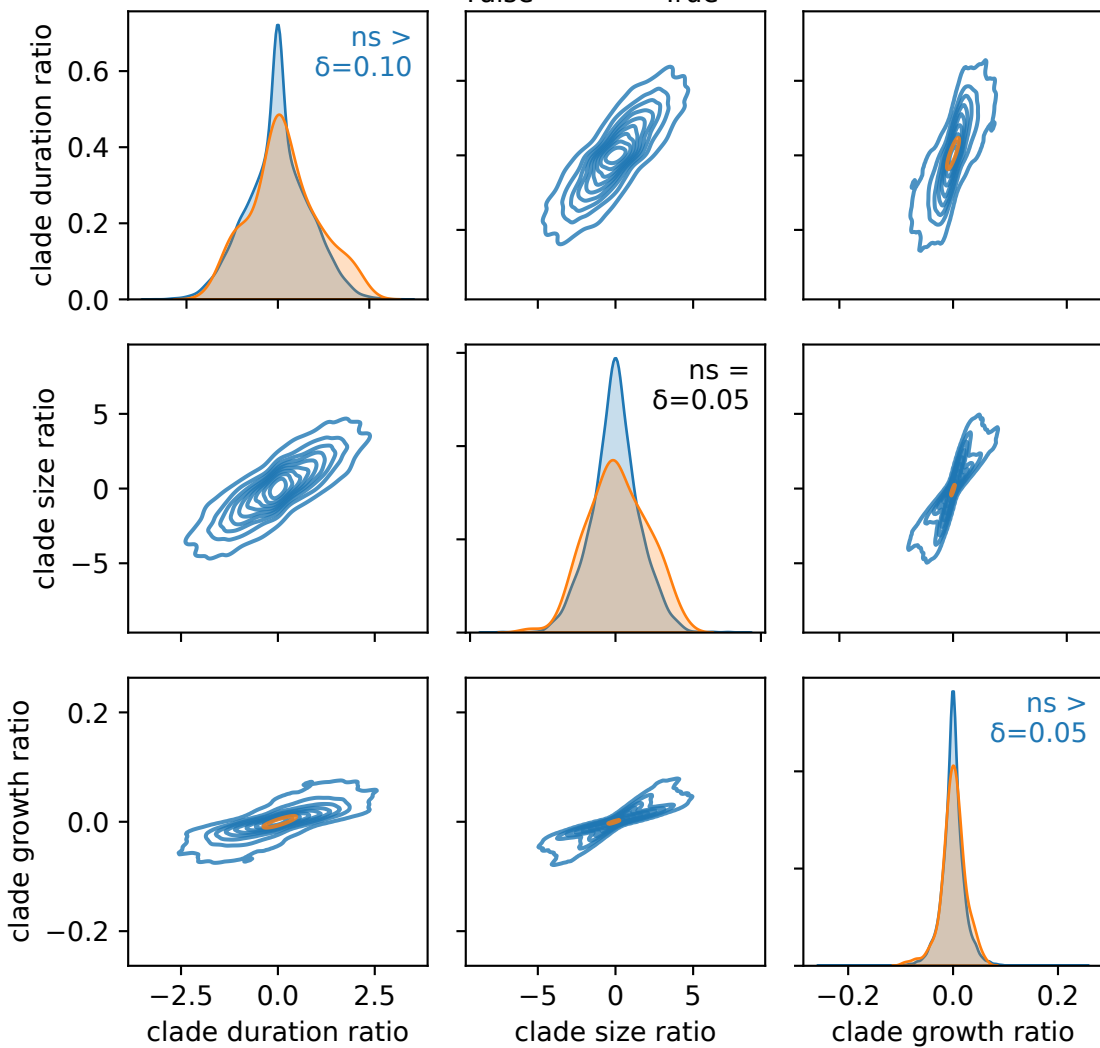 clade duration ratio
0.6
0.4
0.2
0.0
ns >
δ=0.10
clade size ratio
5
0
−5
ns =
δ=0.05
clade growth ratio
0.2
0.0
−0.2
ns >
δ=0.05
−2.5 0.0 2.5
−5 0 5
−0.2 0.0 0.2
clade duration ratio
clade size ratio
clade growth ratio